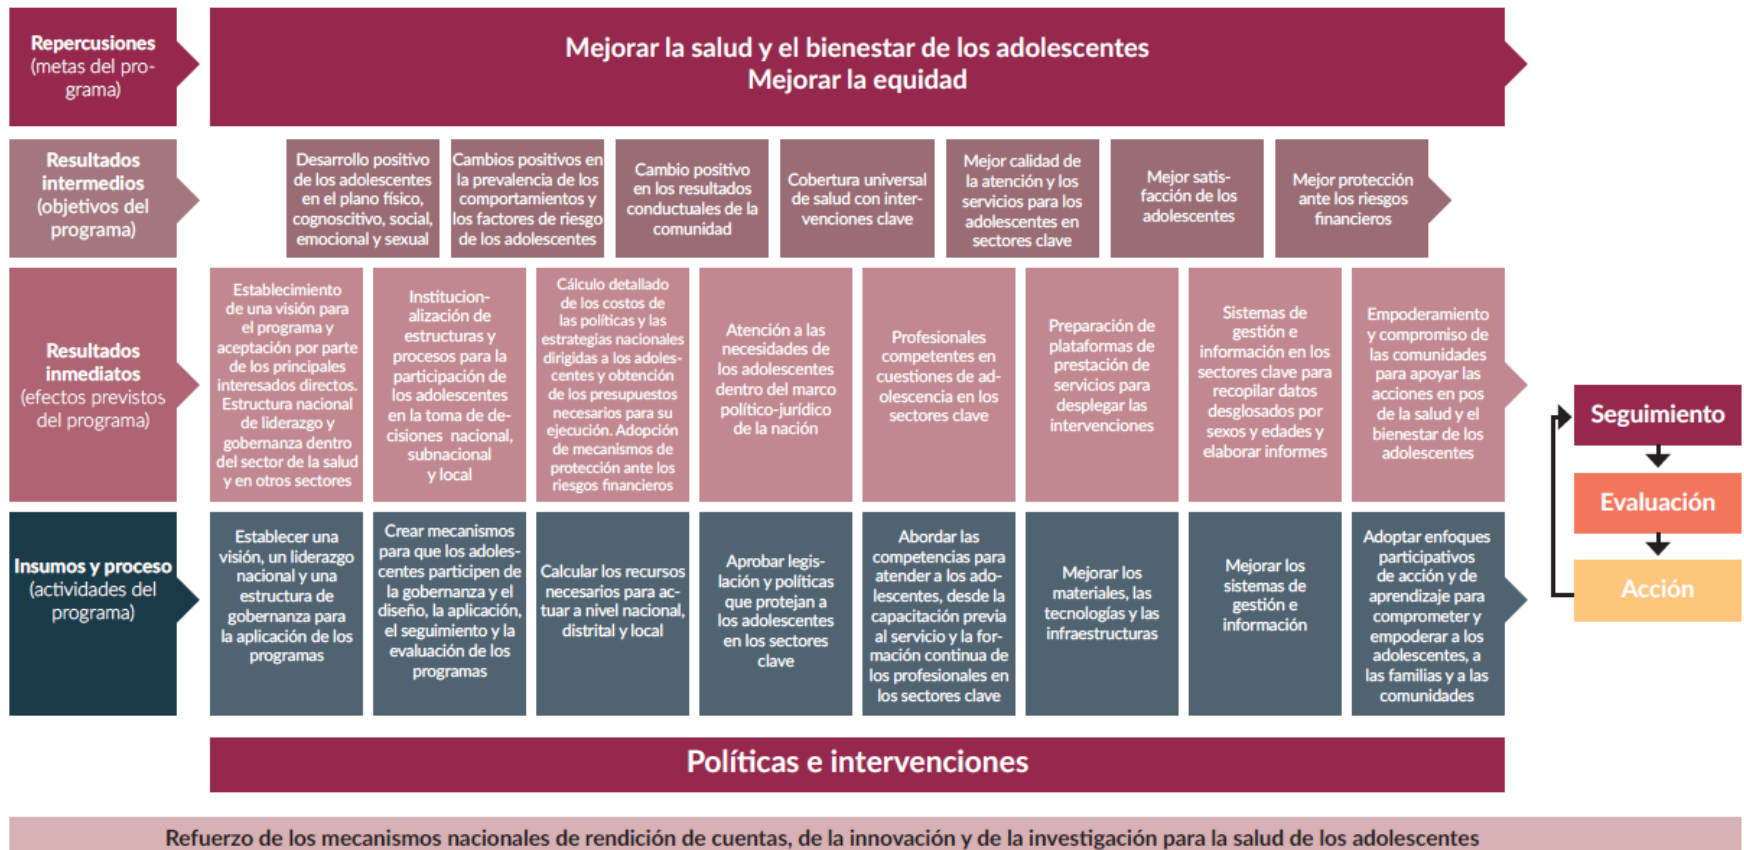 Repercusiones
(metas del pro-
grama)
Mejorar la salud y el bienestar de los adolescentes
Mejorar la equidad
Resultados
intermedios
(objetivos del
programa)
Desarrollo positivo
de los adolescentes
en el plano físico,
cognoscitivo, social,
emocional y sexual
Cambios positivos en
la prevalencia de los
comportamientos y
los factores de riesgo
de los adolescentes
Cambio positivo
en los resultados
conductuales de la
comunidad
Cobertura universal
de salud con inter-
venciones clave
Mejor calidad de
la atención y los
servicios para los
adolescentes en
sectores clave
Mejor satis-
facción de los
adolescentes
Mejor protección
ante los riesgos
financieros
Resultados
inmediatos
(efectos previstos
del programa)
Establecimiento
de una visión para
el programa y
aceptación por parte
de los principales
interesados directos.
Estructura nacional
de liderazgo y
gobernanza dentro
del sector de la salud
y en otros sectores
Institucion-
alización de
estructuras y
procesos para la
participación de
los adolescentes
en la toma de de-
cisiones nacional,
subnacional
y local
Cálculo detallado
de los costos de
las políticas y las
estrategias nacionales
dirigidas a los adoles-
centes y obtención
de los presupuestos
necesarios para su
ejecución. Adopción
de mecanismos de
protección ante los
riesgos financieros
Atención a las
necesidades de
los adolescentes
dentro del marco
político-jurídico
de la nación
Profesionales
competentes en
cuestiones de ad-
olescencia en los
sectores clave
Preparación de
plataformas de
prestación de
servicios para
desplegar las
intervenciones
Sistemas de
gestión e
información en los
sectores clave para
recopilar datos
desglosados por
sexos y edades y
elaborar informes
Empoderamiento
y compromiso de
las comunidades
para apoyar las
acciones en pos
de la salud y el
bienestar de los
adolescentes
Insumos y proceso
(actividades del
programa)
Establecer una
visión, un liderazgo
nacional y una
estructura de
gobernanza para
la aplicación de los
programas
Crear mecanismos
para que los adoles-
centes participen de
la gobernanza y el
diseño, la aplicación,
el seguimiento y la
evaluación de los
programas
Calcular los recursos
necesarios para ac-
tuar a nivel nacional,
distrital y local
Aprobar legis-
lación y políticas
que protejan a
los adolescentes
en los sectores
clave
Abordar las
competencias para
atender a los ado-
lescentes, desde la
capacitación previa
al servicio y la for-
mación continua de
los profesionales en
los sectores clave
Mejorar los
materiales, las
tecnologías y las
infraestructuras
Mejorar los
sistemas de
gestión e
información
Adoptar enfoques
participativos
de acción y de
aprendizaje para
comprometer y
empoderar a los
adolescentes, a
las familias y a las
comunidades
Seguimiento
Evaluación
Acción
Políticas e intervenciones
Refuerzo de los mecanismos nacionales de rendición de cuentas, de la innovación y de la investigación para la salud de los adolescentes